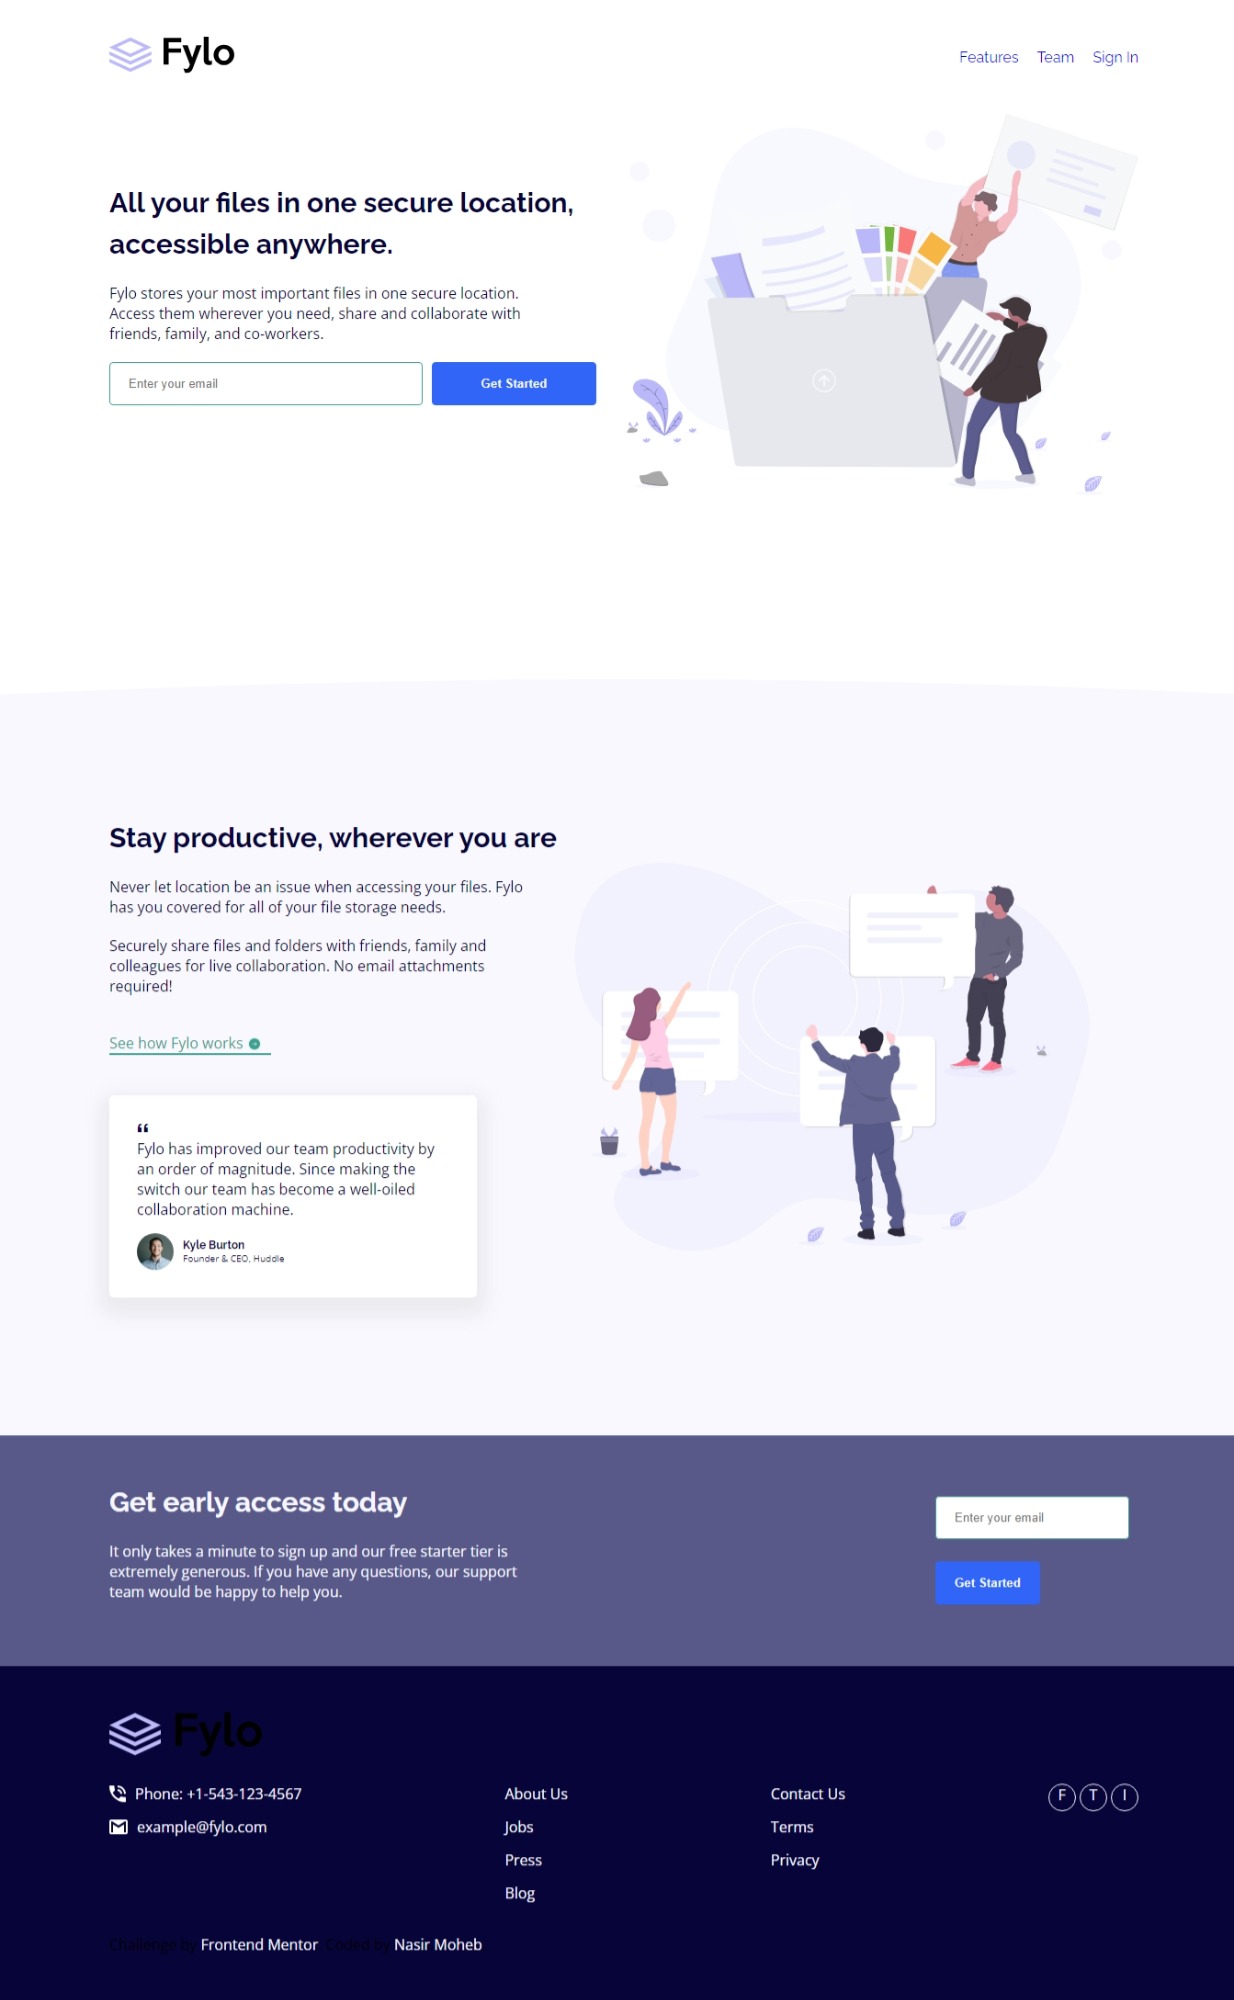 Fylo
Features Team Sign In
All your files in one secure location,
accessible anywhere.
Fylo stores your most important files in one secure location.
Access them wherever you need, share and collaborate with
friends, family, and co-workers.
Enter your email
Get Started
Stay productive, wherever you are
Never let location be an issue when accessing your files. Fylo
has you covered for all of your file storage needs.
Securely share files and folders with friends, family and
colleagues for live collaboration. No email attachments
required!
See how Fylo works
“
Fylo has improved our team productivity by
an order of magnitude. Since making the
switch our team has become a well-oiled
collaboration machine.
Kyle Burton
Founder & CEO, Huddle
Get early access today
It only takes a minute to sign up and our free starter tier is
extremely generous. If you have any questions, our support
team would be happy to help you.
Enter your email
Get Started
Fylo
Phone: +1-543-123-4567
example@fylo.com
About Us
Jobs
Press
Blog
Contact Us
Terms
Privacy
F T I
Challenge by Frontend Mentor. Coded by Nasir Moheb